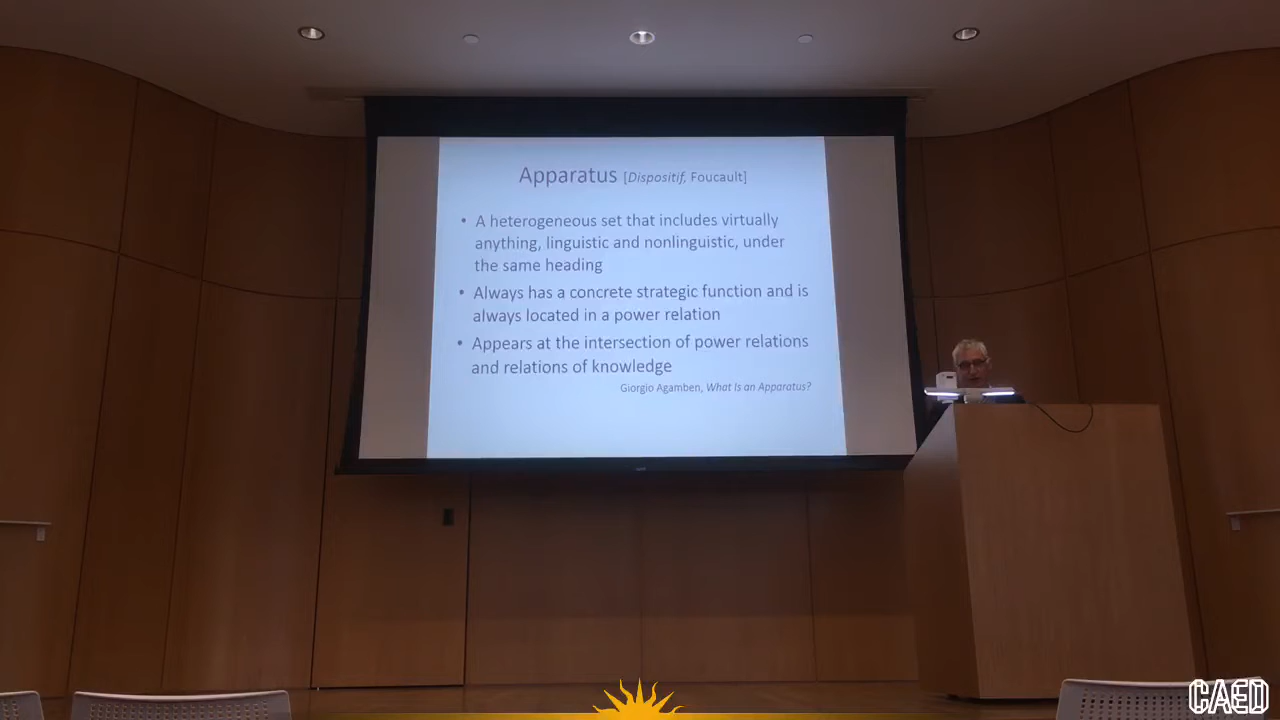 Apparatus [Dispositif, Foucault]
• A heterogeneous set that includes virtually
anything, linguistic and nonlinguistic, under
the same heading
• Always has a concrete strategic function and is
always located in a power relation
• Appears at the intersection of power relations
and relations of knowledge
Giorgio Agamben, What Is an Apparatus?
CAED